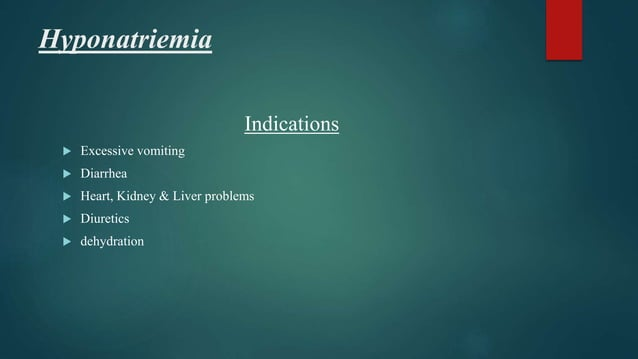 Hyponatriemia
Indications
Excessive vomiting
Diarrhea
Heart, Kidney & Liver problems
Diuretics
dehydration